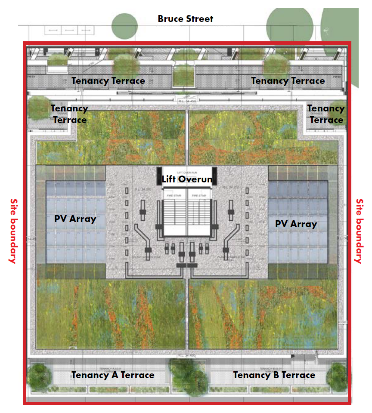 Bruce Street
Tenancy Terrace
Tenancy Terrace
Tenancy
Terrace
Tenancy
Terrace
Lift Overun
PV Array
PV Array
Site boundary
Site boundary
Tenancy A Terrace
Tenancy B Terrace